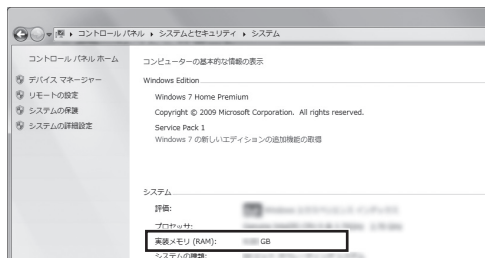 コントロール パネル ▸ システムとセキュリティ ▸ システム
コントロール パネル ホーム
デバイス マネージャー
リモートの設定
システムの保護
システムの詳細設定
コンピューターの基本的な情報の表示
Windows Edition
Windows 7 Home Premium
Copyright © 2009 Microsoft Corporation. All rights reserved.
Service Pack 1
Windows 7 の新しいエディションの追加機能の取得
システム
評価:
プロセッサ:
実装メモリ (RAM): GB
システムの種類: